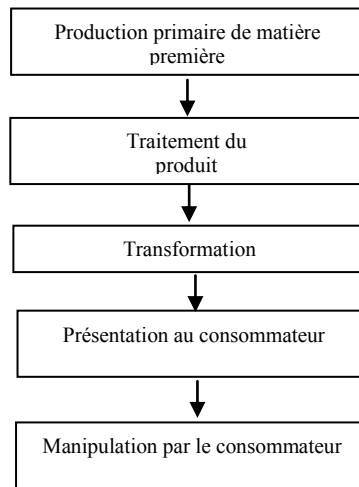 Production primaire de matière
première
Traitement du
produit
Transformation
Présentation au consommateur
Manipulation par le consommateur